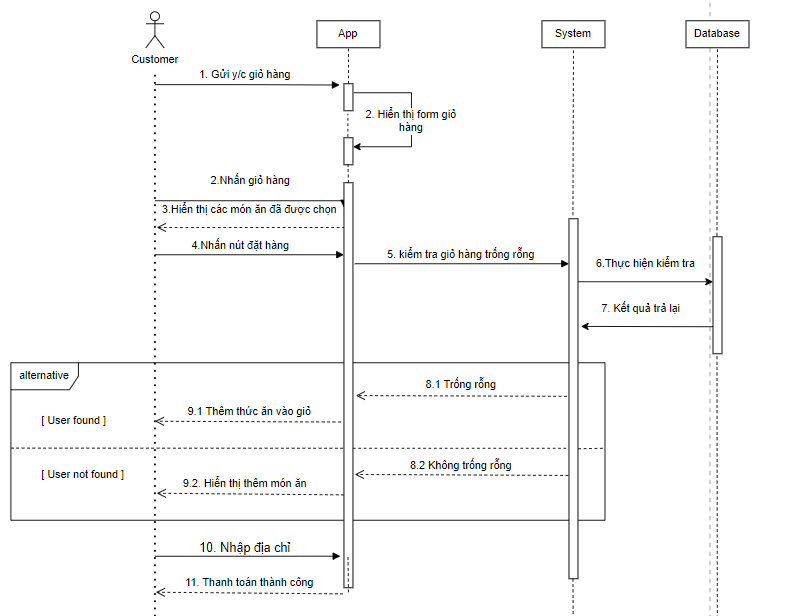 App
System
Database
Customer
1. Gửi y/c giỏ hàng
2. Hiển thị form giỏ
hàng
2.Nhấn giỏ hàng
3.Hiển thị các món ăn đã được chọn
4.Nhấn nút đặt hàng
5. kiểm tra giỏ hàng trống rỗng
6.Thực hiện kiểm tra
7. Kết quả trả lại
alternative
8.1 Trống rỗng
9.1 Thêm thức ăn vào giỏ
[ User found ]
8.2 Không trống rỗng
[ User not found ]
9.2. Hiển thị thêm món ăn
10. Nhập địa chỉ
11. Thanh toán thành công